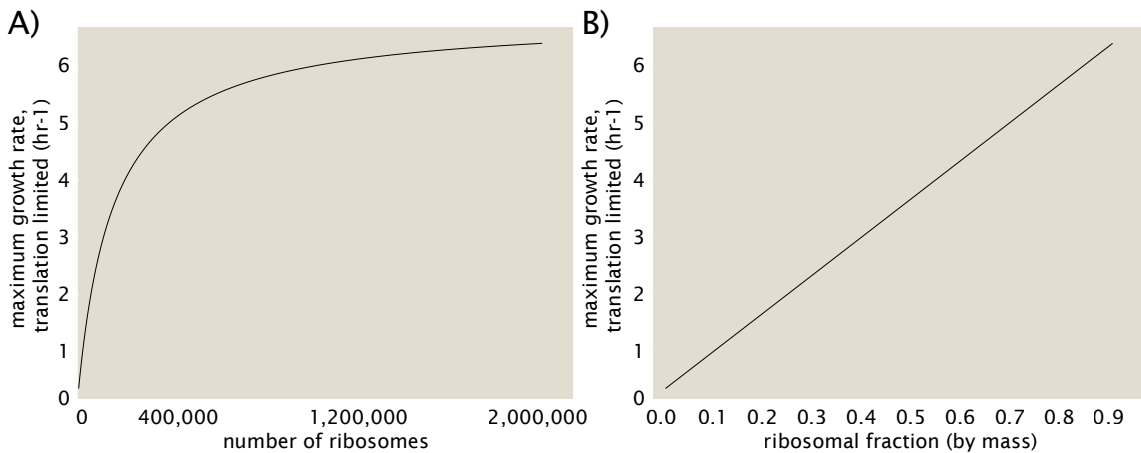 A)
maximum growth rate,
translation limited (hr-1)
6
5
4
3
2
1
0
0 400,000 1,200,000 2,000,000
number of ribosomes
B)
maximum growth rate,
translation limited (hr-1)
6
5
4
3
2
1
0
0.0 0.1 0.2 0.3 0.4 0.5 0.6 0.7 0.8 0.9
ribosomal fraction (by mass)